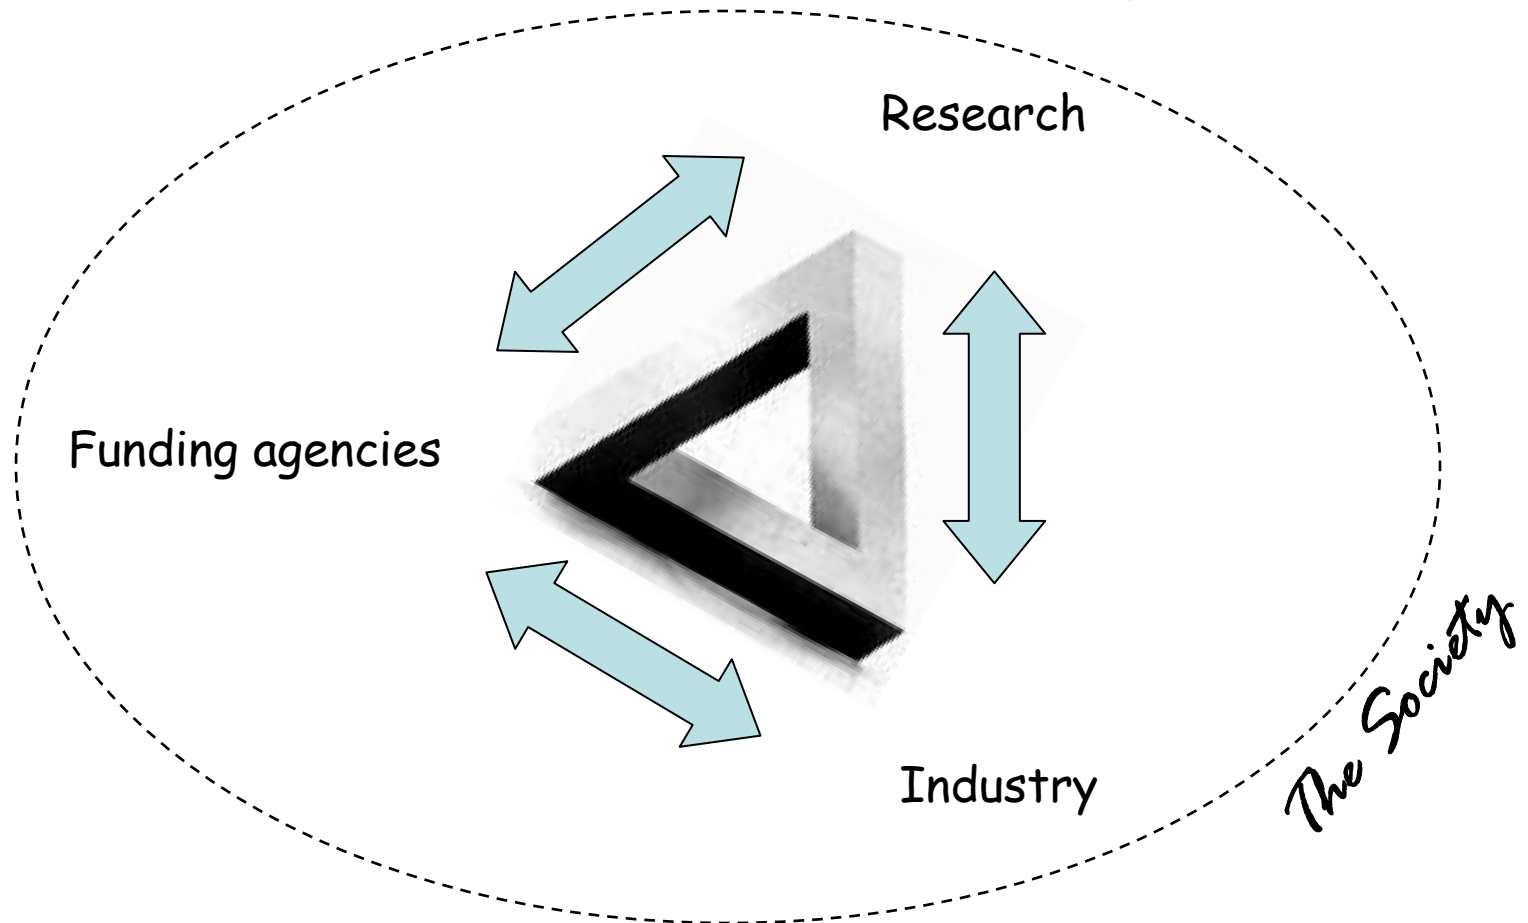 Research
Funding agencies
Industry
The Society